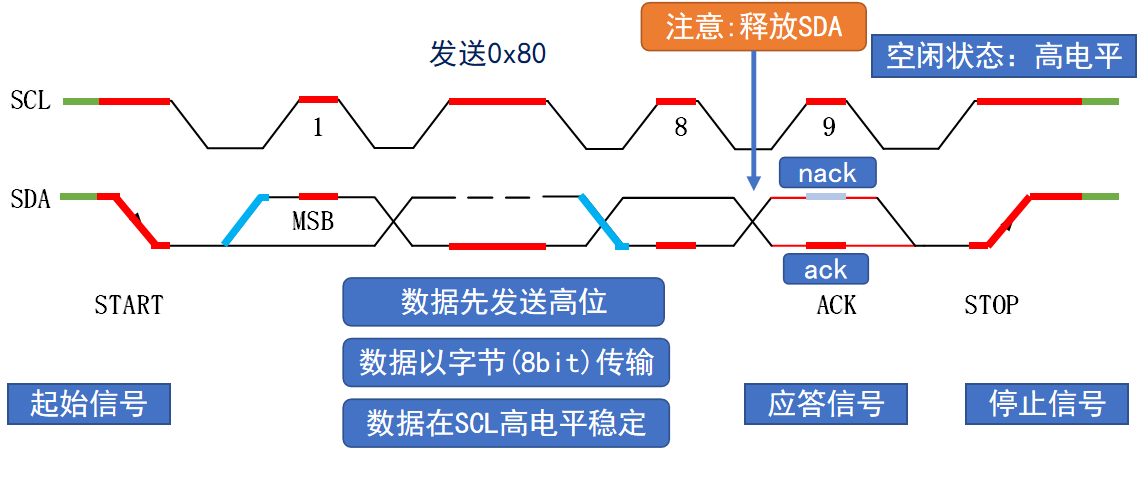 注意:释放SDA
发送0x80
空闲状态：高电平
SCL
1
8
9
nack
SDA
MSB
ack
START
数据先发送高位
ACK
STOP
数据以字节(8bit)传输
起始信号
数据在SCL高电平稳定
应答信号
停止信号